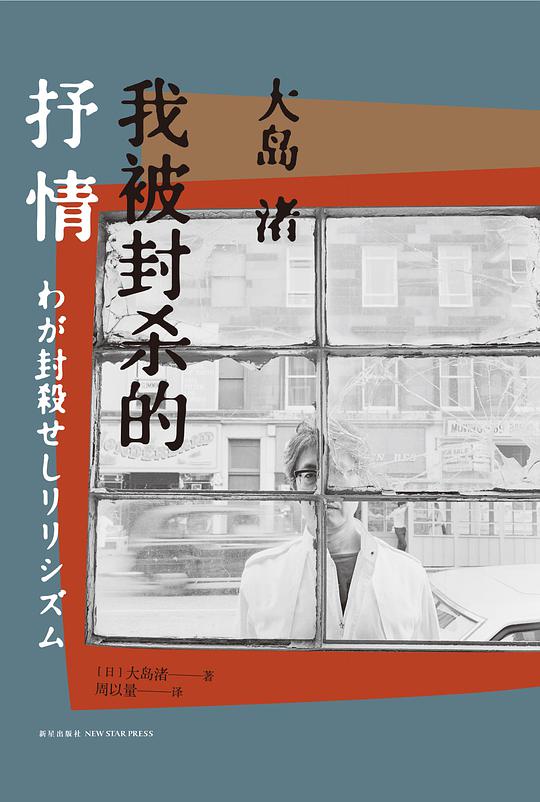 大岛渚
我被封杀的
抒情
わが封殺せしリリシズム
[日]大岛渚——著
周以量——译
新星出版社 NEW STAR PRESS